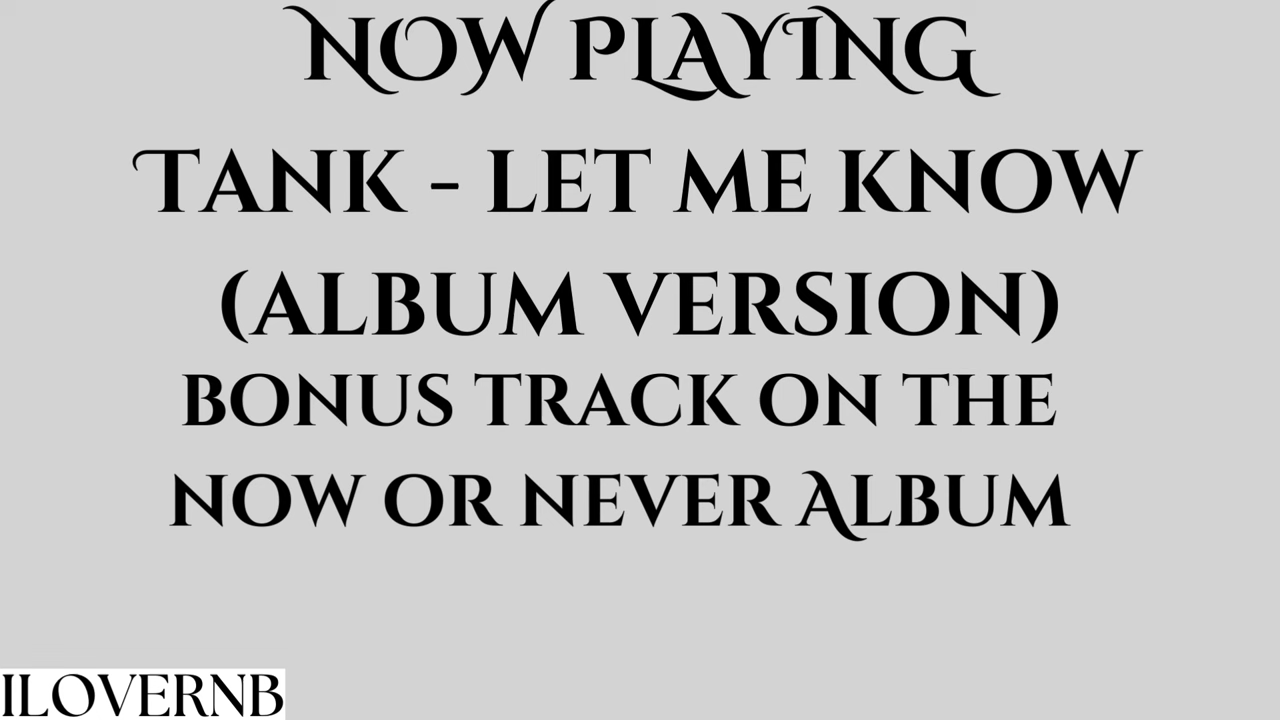 NOW PLAYING
TANK - LET ME KNOW
(ALBUM VERSION)
BONUS TRACK ON THE
NOW OR NEVER ALBUM
ILOVERNB